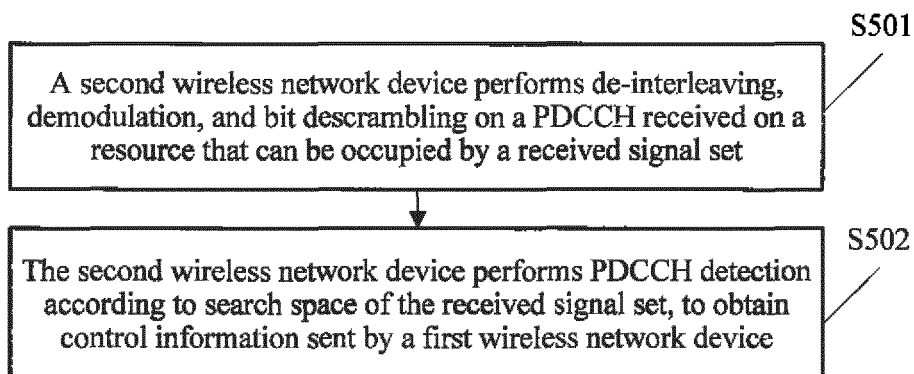 S501
A second wireless network device performs de-interleaving,
demodulation, and bit descrambling on a PDCCH received on a
resource that can be occupied by a received signal set
S502
The second wireless network device performs PDCCH detection
according to search space of the received signal set, to obtain
control information sent by a first wireless network device